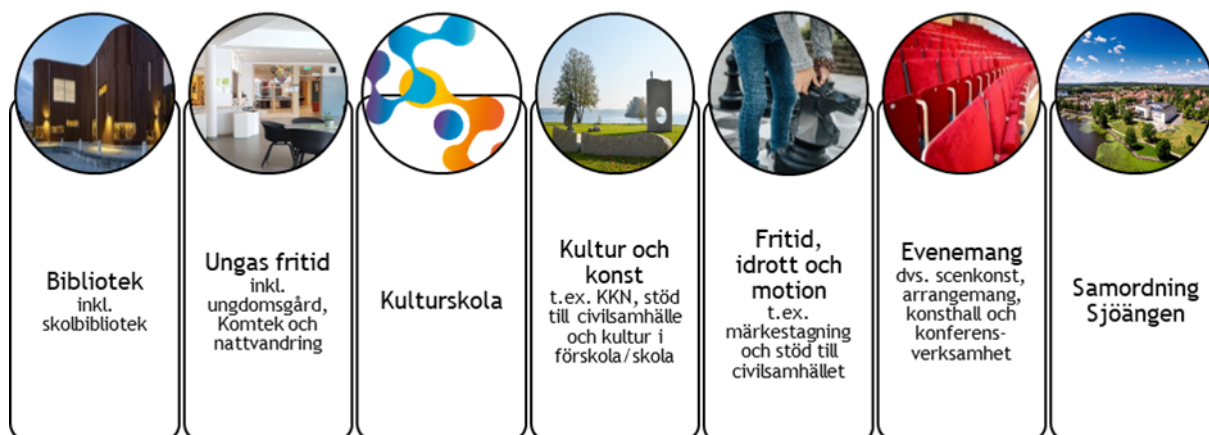 Bibliotek
inkl.
skolbibliotek
Ungas fritid
inkl.
ungdomsgård,
Komtek och
nattvandring
Kulturskola
Kultur och
konst
t.ex. KKN, stöd
till civilsamhälle
och kultur i
förskola/skola
Fritid,
idrott och
motion
t.ex.
märkestagning
och stöd till
civilsamhället
Evenemang
dvs. scenkonst,
arrangemang,
konsthall och
konferens-
verksamhet
Samordning
Sjöängen